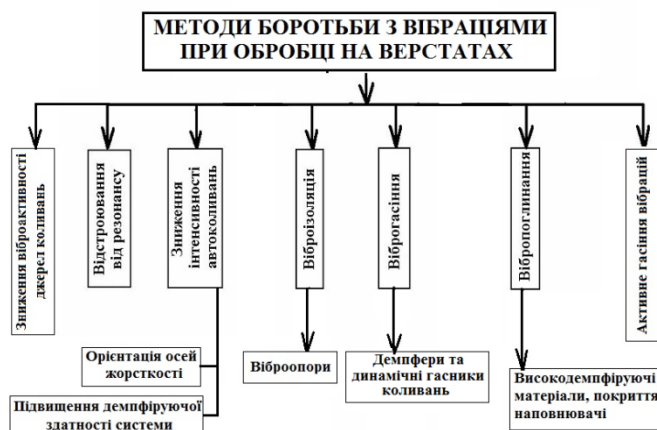 МЕТОДИ БОРОТЬБИ З ВІБРАЦІЯМИ
ПРИ ОБРОБЦІ НА ВЕРСТАТАХ
Зниження віброактивності
джерел коливань
Відстроювання
від резонансу
Зниження
інтенсивності
автоколивань
Віброізоляція
Віброгасіння
Вібропоглинання
Активне гасіння вібрацій
Орієнтація осей
жорсткості
Підвищення демпфіруючої
здатності системи
Віброопори
Демпфери та
динамічні гасники
коливань
Високодемпфіруючі
матеріали, покриття
наповнювачі